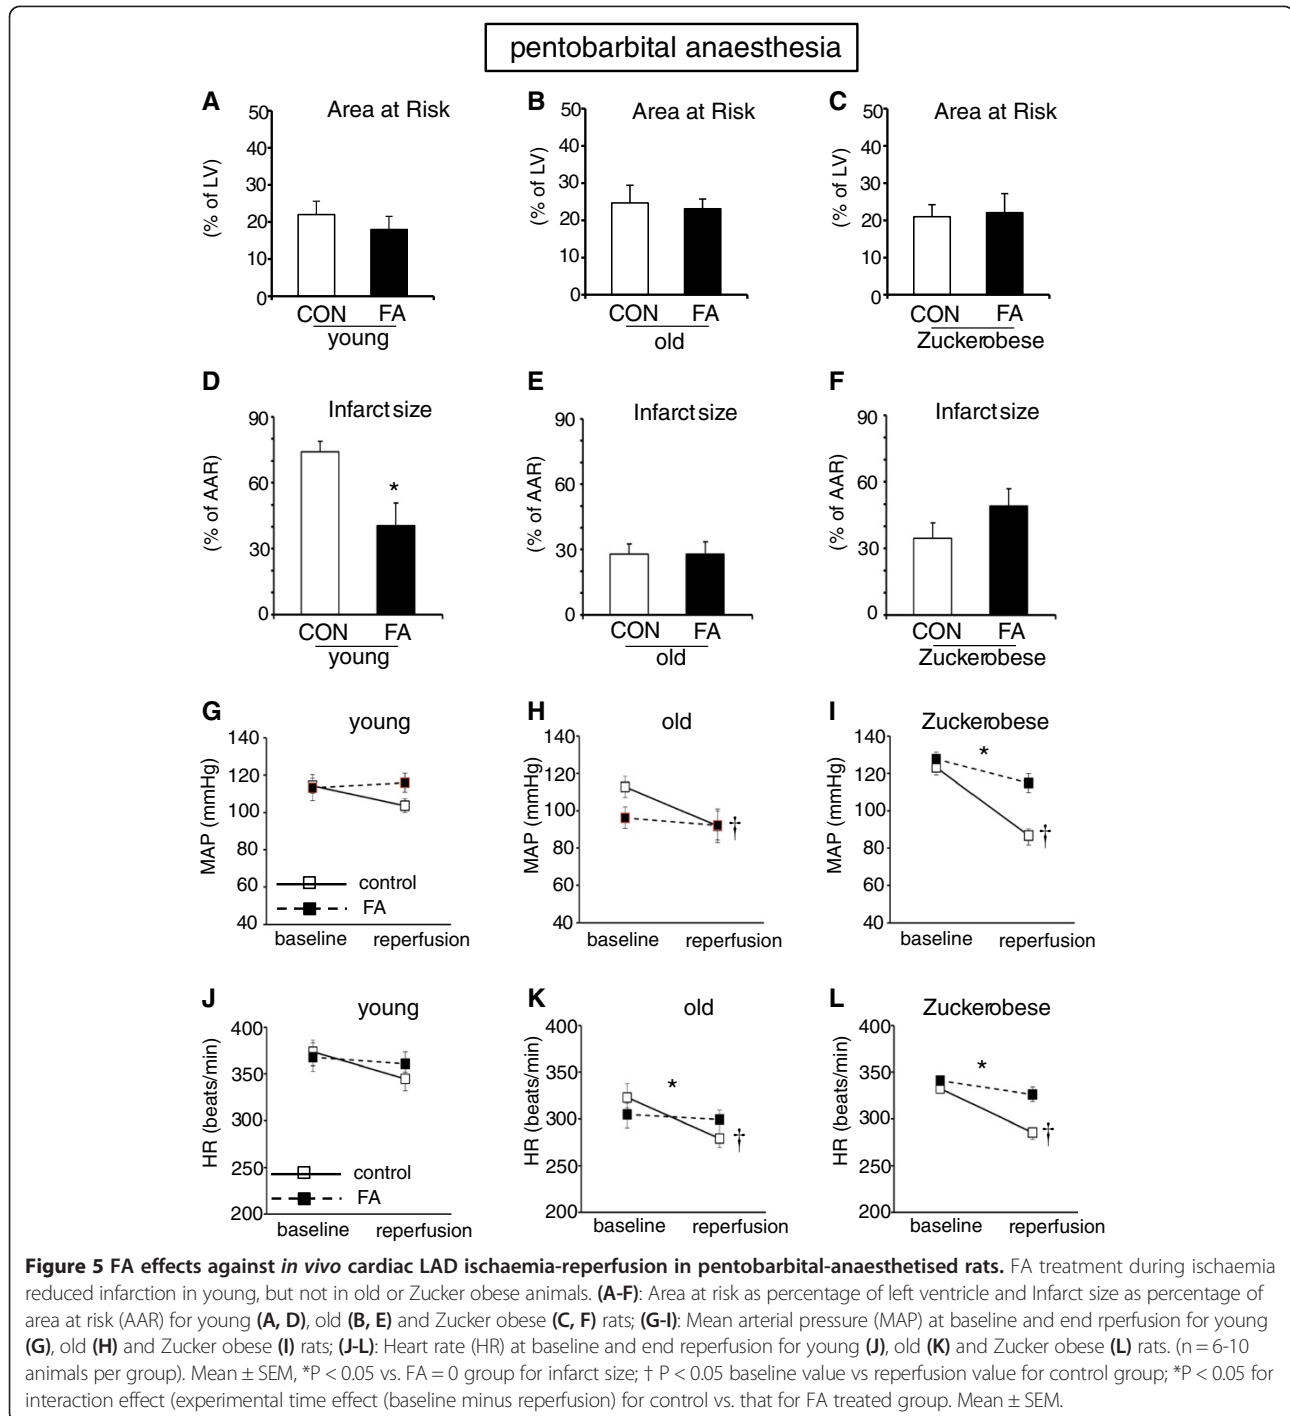 pentobarbital anaesthesia
A
Area at Risk
(% of LV)
50
40
30
20
10
0
CON FA
young
B
Area at Risk
(% of LV)
50
40
30
20
10
0
CON FA
old
C
Area at Risk
(% of LV)
50
40
30
20
10
0
CON FA
Zuckerobese
D
Infarct size
(% of AAR)
90
60
30
0
*
CON FA
young
E
Infarct size
(% of AAR)
90
60
30
0
CON FA
old
F
Infarct size
(% of AAR)
90
60
30
0
CON FA
Zuckerobese
G
young
MAP (mmHg)
140
120
100
80
60
40
control
FA
baseline reperfusion
H
old
MAP (mmHg)
140
120
100
80
60
40
†
baseline reperfusion
I
Zuckerobese
MAP (mmHg)
140
120
100
80
60
40
*
†
baseline reperfusion
J
young
HR (beats/min)
400
350
300
250
200
control
FA
baseline reperfusion
K
old
HR (beats/min)
400
350
300
250
200
*
†
baseline reperfusion
L
Zuckerobese
HR (beats/min)
400
350
300
250
200
*
†
baseline reperfusion
Figure 5 FA effects against in vivo cardiac LAD ischaemia-reperfusion in pentobarbital-anaesthetised rats. FA treatment during ischaemia
reduced infarction in young, but not in old or Zucker obese animals. (A-F): Area at risk as percentage of left ventricle and Infarct size as percentage of
area at risk (AAR) for young (A, D), old (B, E) and Zucker obese (C, F) rats; (G-I): Mean arterial pressure (MAP) at baseline and end rperfusion for young
(G), old (H) and Zucker obese (I) rats; (J-L): Heart rate (HR) at baseline and end reperfusion for young (J), old (K) and Zucker obese (L) rats. (n = 6-10
animals per group). Mean ± SEM, *P < 0.05 vs. FA = 0 group for infarct size; † P < 0.05 baseline value vs reperfusion value for control group; *P < 0.05 for
interaction effect (experimental time effect (baseline minus reperfusion) for control vs. that for FA treated group. Mean ± SEM.